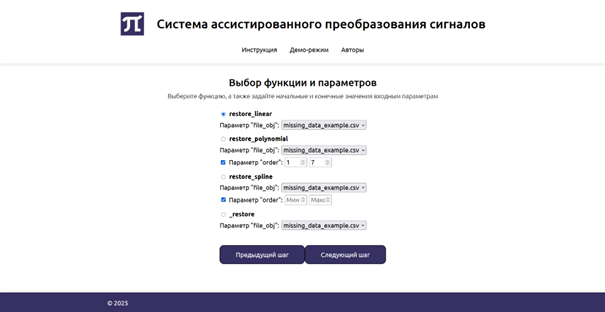 π Система ассистированного преобразования сигналов
Инструкция Демо-режим Авторы
Выбор функции и параметров
Выберите функцию, а также задайте начальные и конечные значения входным параметрам
restore_linear
Параметр "file_obj": missing_data_example.csv
restore_polynomial
Параметр "file_obj": missing_data_example.csv
Параметр "order": 1 7
restore_spline
Параметр "file_obj": missing_data_example.csv
Параметр "order": Мин Макс
_restore
Параметр "file_obj": missing_data_example.csv
Предыдущий шаг Следующий шаг
© 2025